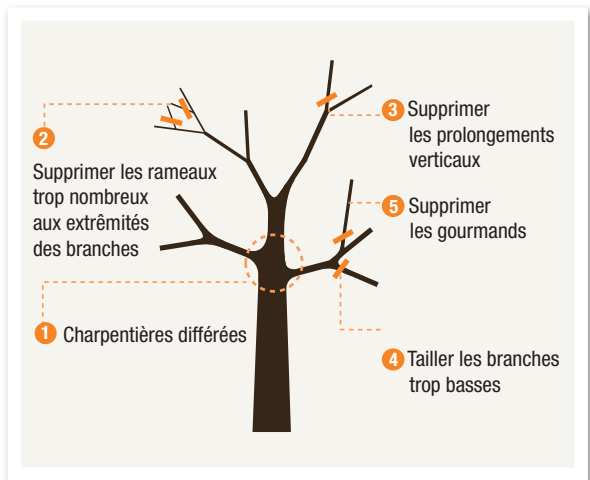 2
Supprimer les rameaux
trop nombreux
aux extrêmités
des branches
3 Supprimer
les prolongements
verticaux
5 Supprimer
les gourmands
1 Charpentières différées
4 Tailler les branches
trop basses